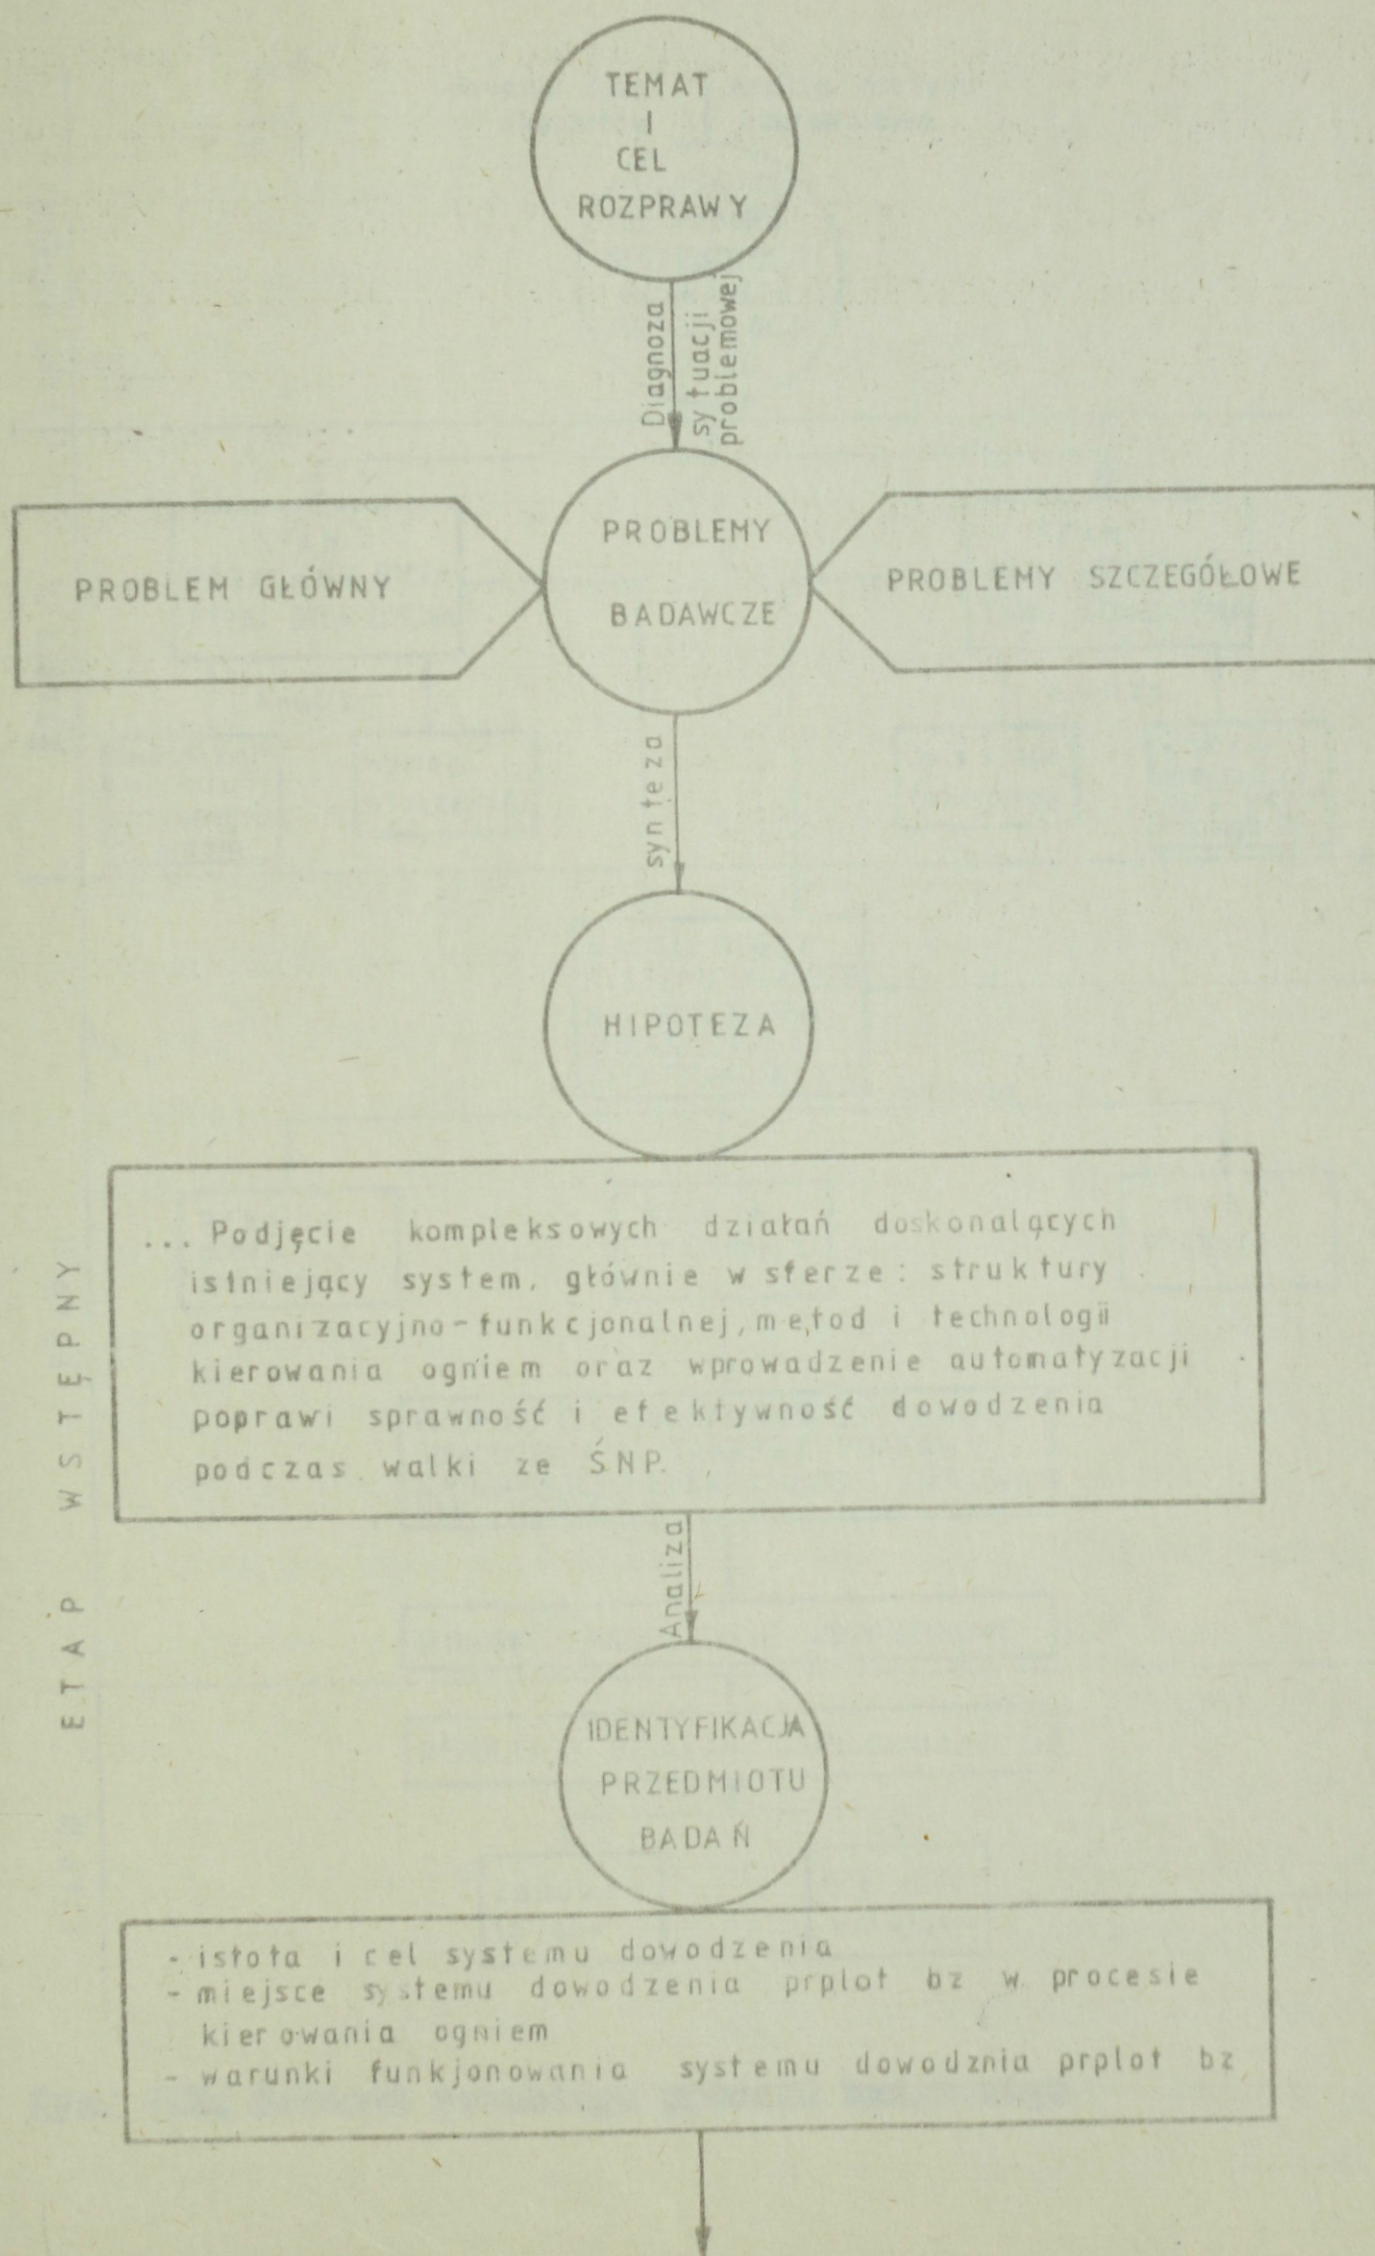 TEMAT
I
CEL
ROZPRAWY
Diagnoza
sytuacji
problemowej
PROBLEM GŁÓWNY
PROBLEMY
BADAWCZE
PROBLEMY SZCZEGÓŁOWE
synteza
HIPOTEZA
... Podjęcie kompleksowych działań doskonalących
istniejący system, głównie w sferze: struktury
organizacyjno-funkcjonalnej, metod i technologii
kierowania ogniem oraz wprowadzenie automatyzacji
poprawi sprawność i efektywność dowodzenia
podczas walki ze ŚNP.
ETAP WSTĘPNY
Analiza
IDENTYFIKACJA
PRZEDMIOTU
BADAŃ
- istota i cel systemu dowodzenia
- miejsce systemu dowodzenia prplot bz w procesie
kierowania ogniem
- warunki funkjonowania systemu dowodznia prplot bz